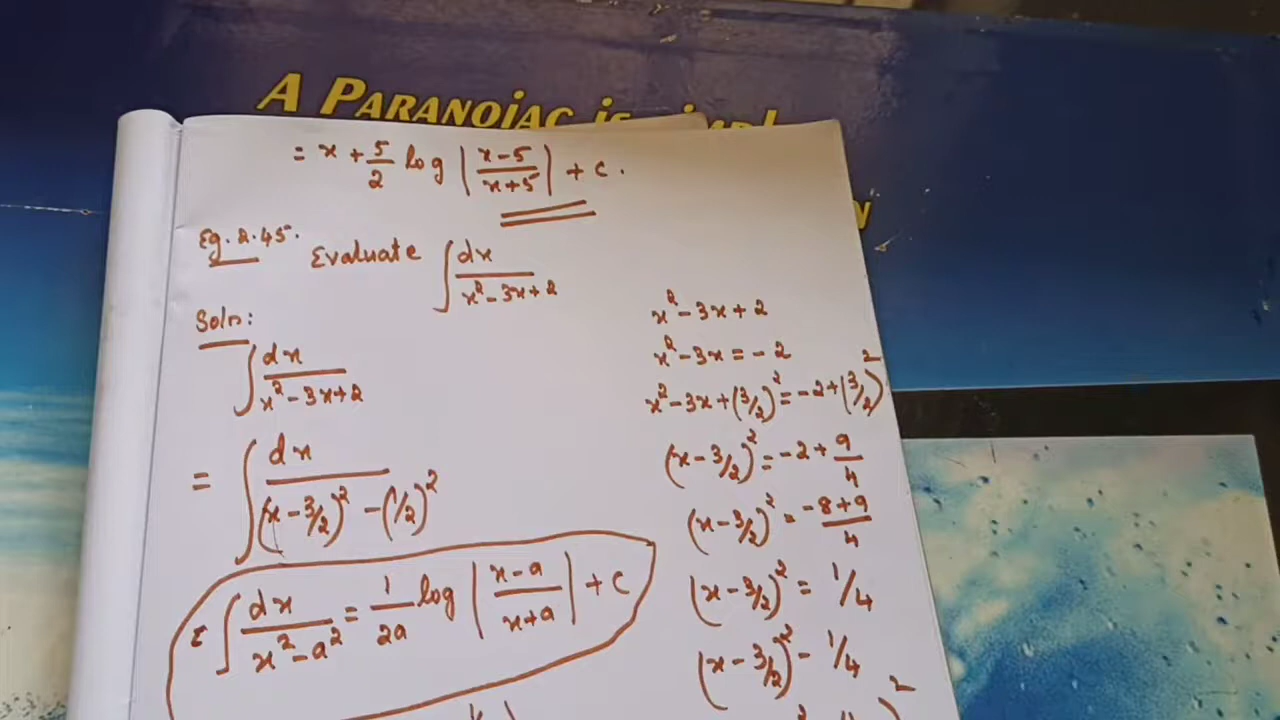 A PARANOiAC is simpl
N
= x + 5/2 log |x-5/x+5| + c.
Eg. 2.45. Evaluate ∫ dx/x²-3x+2
Soln:
∫ dx/x²-3x+2
= ∫ dx/(x-3/2)²-(1/2)²
∫ dx/x²-a² = 1/2a log |x-a/x+a| + c
x²-3x+2
x²-3x = -2
x²-3x+(3/2)² = -2+(3/2)²
(x-3/2)² = -2+9/4
(x-3/2)² = -8+9/4
(x-3/2)² = 1/4
(x-3/2)² - 1/4